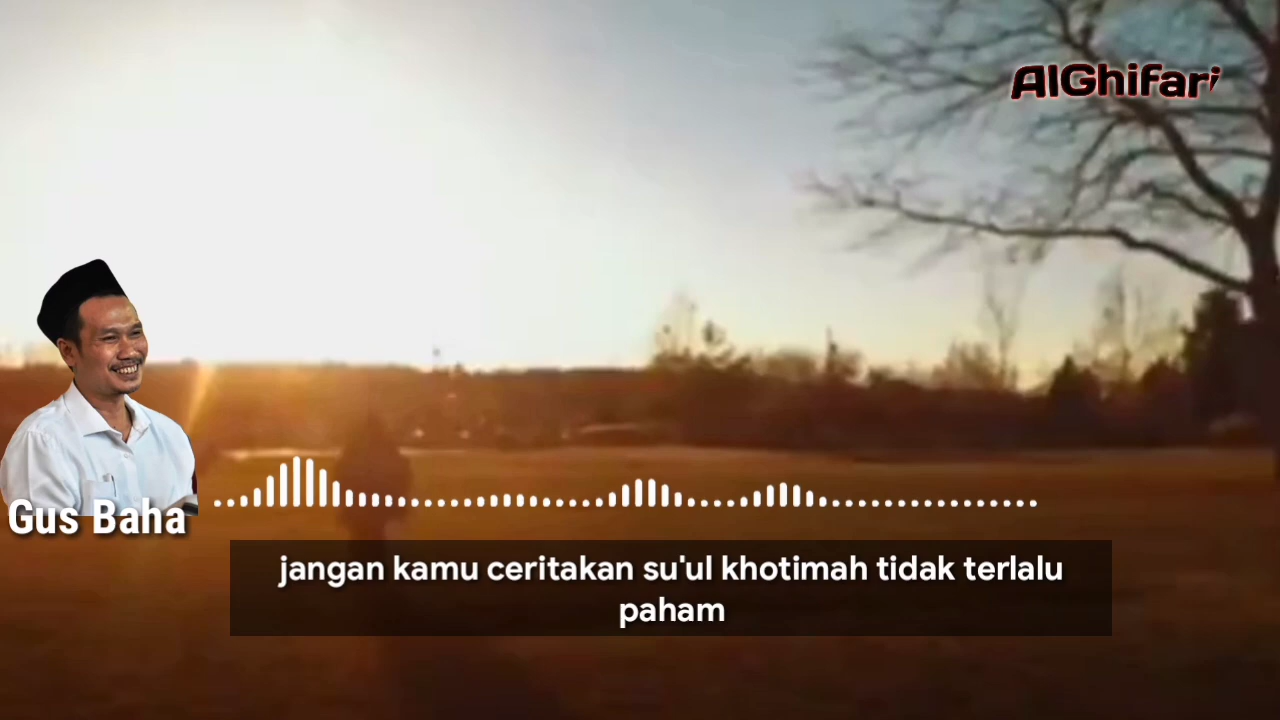 AlGhifari
Gus Baha
jangan kamu ceritakan su'ul khotimah tidak terlalu
paham